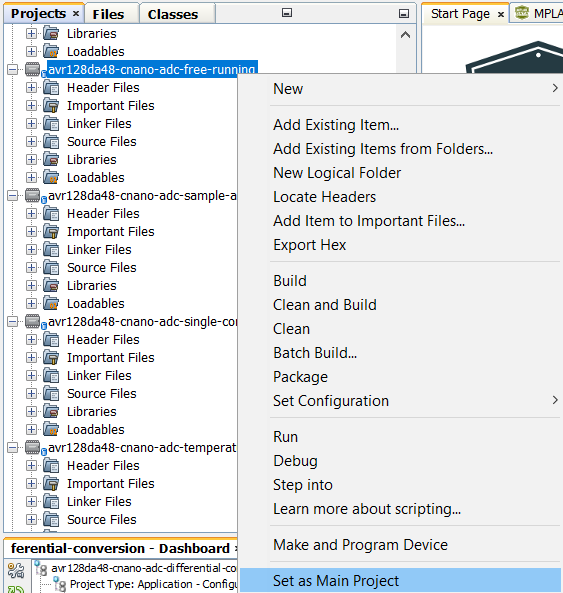 Projects × Files Classes
Start Page × MPLA
Libraries
Loadables
avr128da48-cnano-adc-free-running
Header Files
Important Files
Linker Files
Source Files
Libraries
Loadables
avr128da48-cnano-adc-sample-a
Header Files
Important Files
Linker Files
Source Files
Libraries
Loadables
avr128da48-cnano-adc-single-co
Header Files
Important Files
Linker Files
Source Files
Libraries
Loadables
avr128da48-cnano-adc-temperat
Header Files
Important Files
Linker Files
Source Files
ferential-conversion - Dashboard
avr128da48-cnano-adc-differential-co
Project Type: Application - Configu
New
Add Existing Item...
Add Existing Items from Folders...
New Logical Folder
Locate Headers
Add Item to Important Files...
Export Hex
Build
Clean and Build
Clean
Batch Build...
Package
Set Configuration
Run
Debug
Step into
Learn more about scripting...
Make and Program Device
Set as Main Project